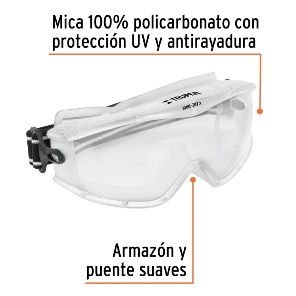 Mica 100% policarbonato con
protección UV y antirayadura
TRUPER
Armazón y
puente suaves